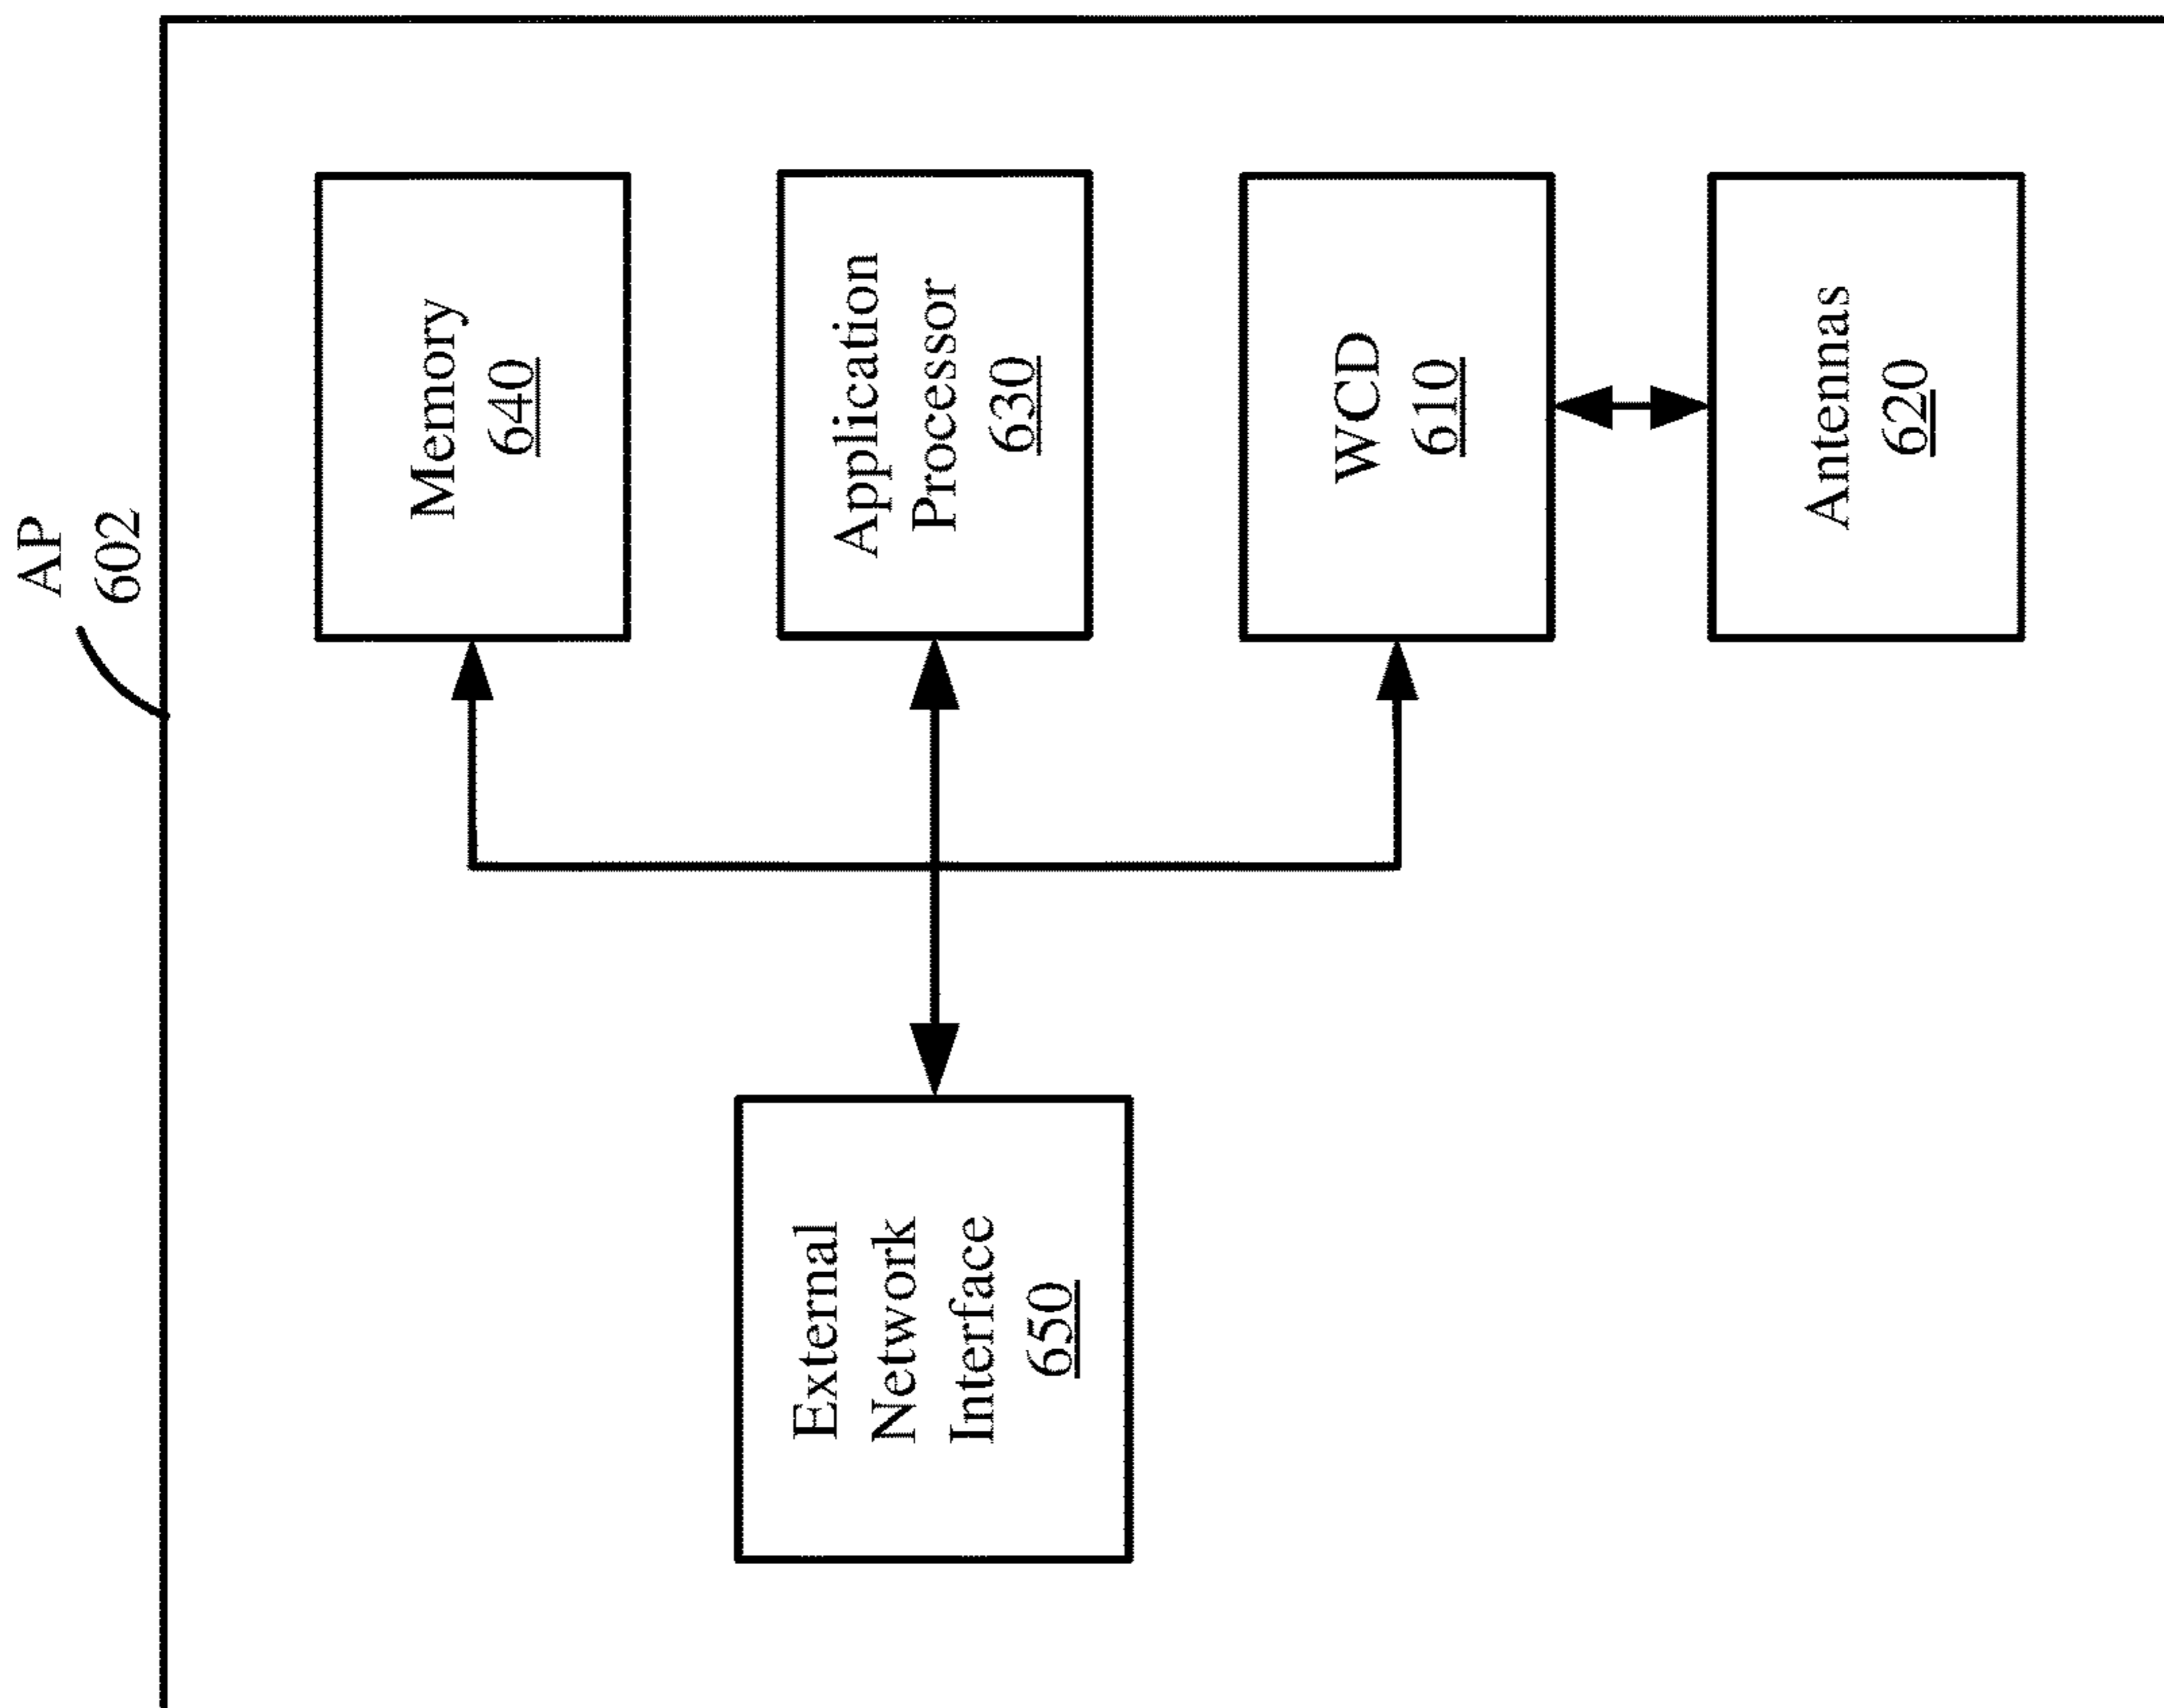 AP
602
Memory
640
Application
Processor
630
WCD
610
Antennas
620
External
Network
Interface
650